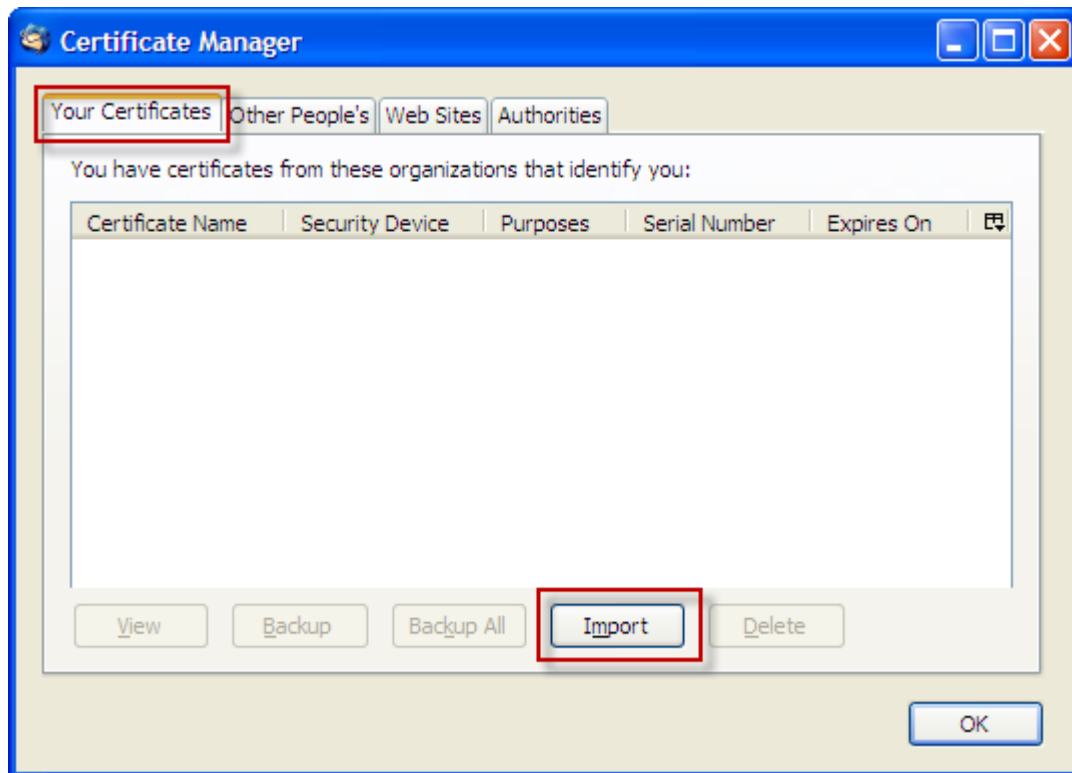 Certificate Manager
Your Certificates Other People's Web Sites Authorities
You have certificates from these organizations that identify you:
Certificate Name Security Device Purposes Serial Number Expires On
View Backup Backup All Import Delete
OK